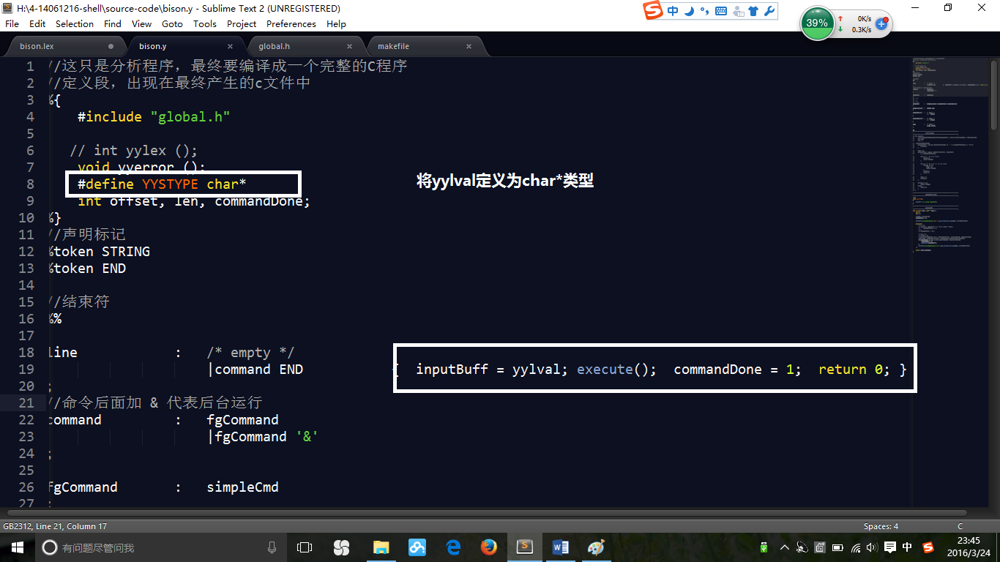 H:\4-14061216-shell\source-code\bison.y - Sublime Text 2 (UNREGISTERED)
中
39%
0K/s
0.3K/s
File Edit Selection Find View Goto Tools Project Preferences Help
bison.lex bison.y global.h makefile
1 //这只是分析程序，最终要编译成一个完整的C程序
2 //定义段，出现在最终产生的c文件中
3 %{
4 #include "global.h"
5
6 // int yylex ();
7 void yyerror ();
8 #define YYSTYPE char*
将yylval定义为char*类型
9 int offset, len, commandDone;
10 %}
11 //声明标记
12 %token STRING
13 %token END
14
15 //结束符
16 %%
17
18 line : /* empty */
19 |command END { inputBuff = yylval; execute(); commandDone = 1; return 0; }
20 ;
21 //命令后面加 & 代表后台运行
22 command : fgCommand
23 |fgCommand '&'
24 ;
25
26 fgCommand : simpleCmd
27 ;
GB2312, Line 21, Column 17
Spaces: 4
C
有问题尽管问我
中
23:45
2016/3/24